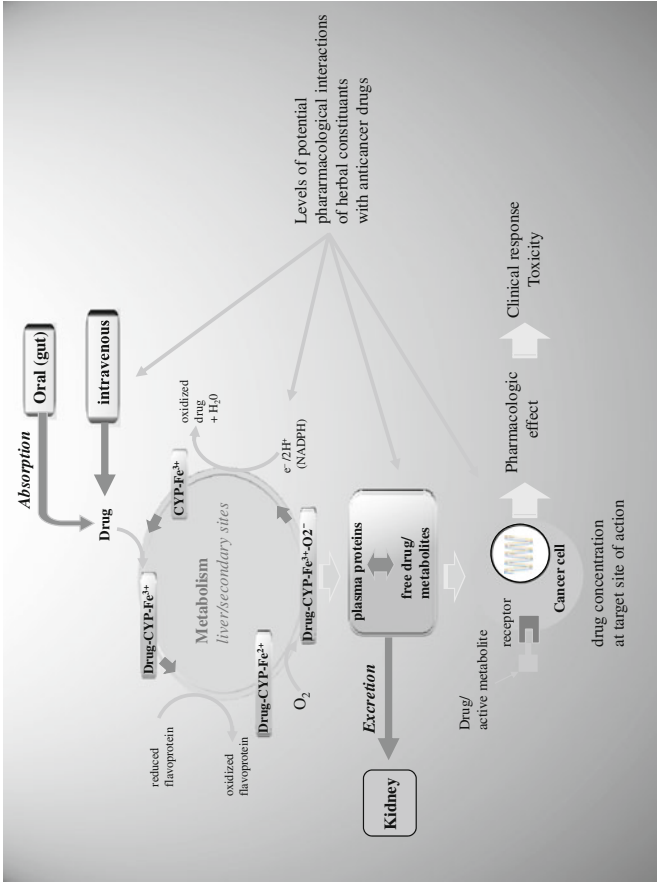 Absorption
Oral (gut)
intravenous
Drug
Drug-CYP-Fe³⁺
CYP-Fe³⁺
oxidized
drug
+ H₂0
Metabolism
liver/secondary sites
reduced
flavoprotein
oxidized
flavoprotein
e⁻/2H⁺
(NADPH)
Drug-CYP-Fe²⁺
O₂
Drug-CYP-Fe³⁺-O2⁻
Levels of potential
phararmacological interactions
of herbal constituants
with anticancer drugs
plasma proteins
free drug/
metabolites
Excretion
Kidney
Drug/
active metabolite
receptor
Cancer cell
Pharmacologic
effect
Clinical response
Toxicity
drug concentration
at target site of action